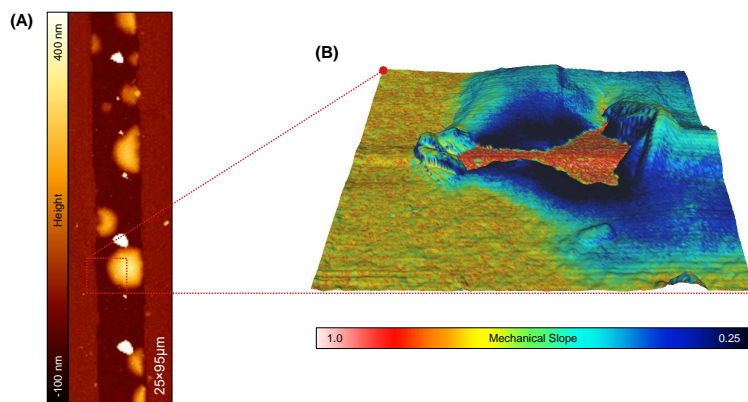 (A)
400 nm
Height
-100 nm
25×95µm
(B)
1.0
Mechanical Slope
0.25